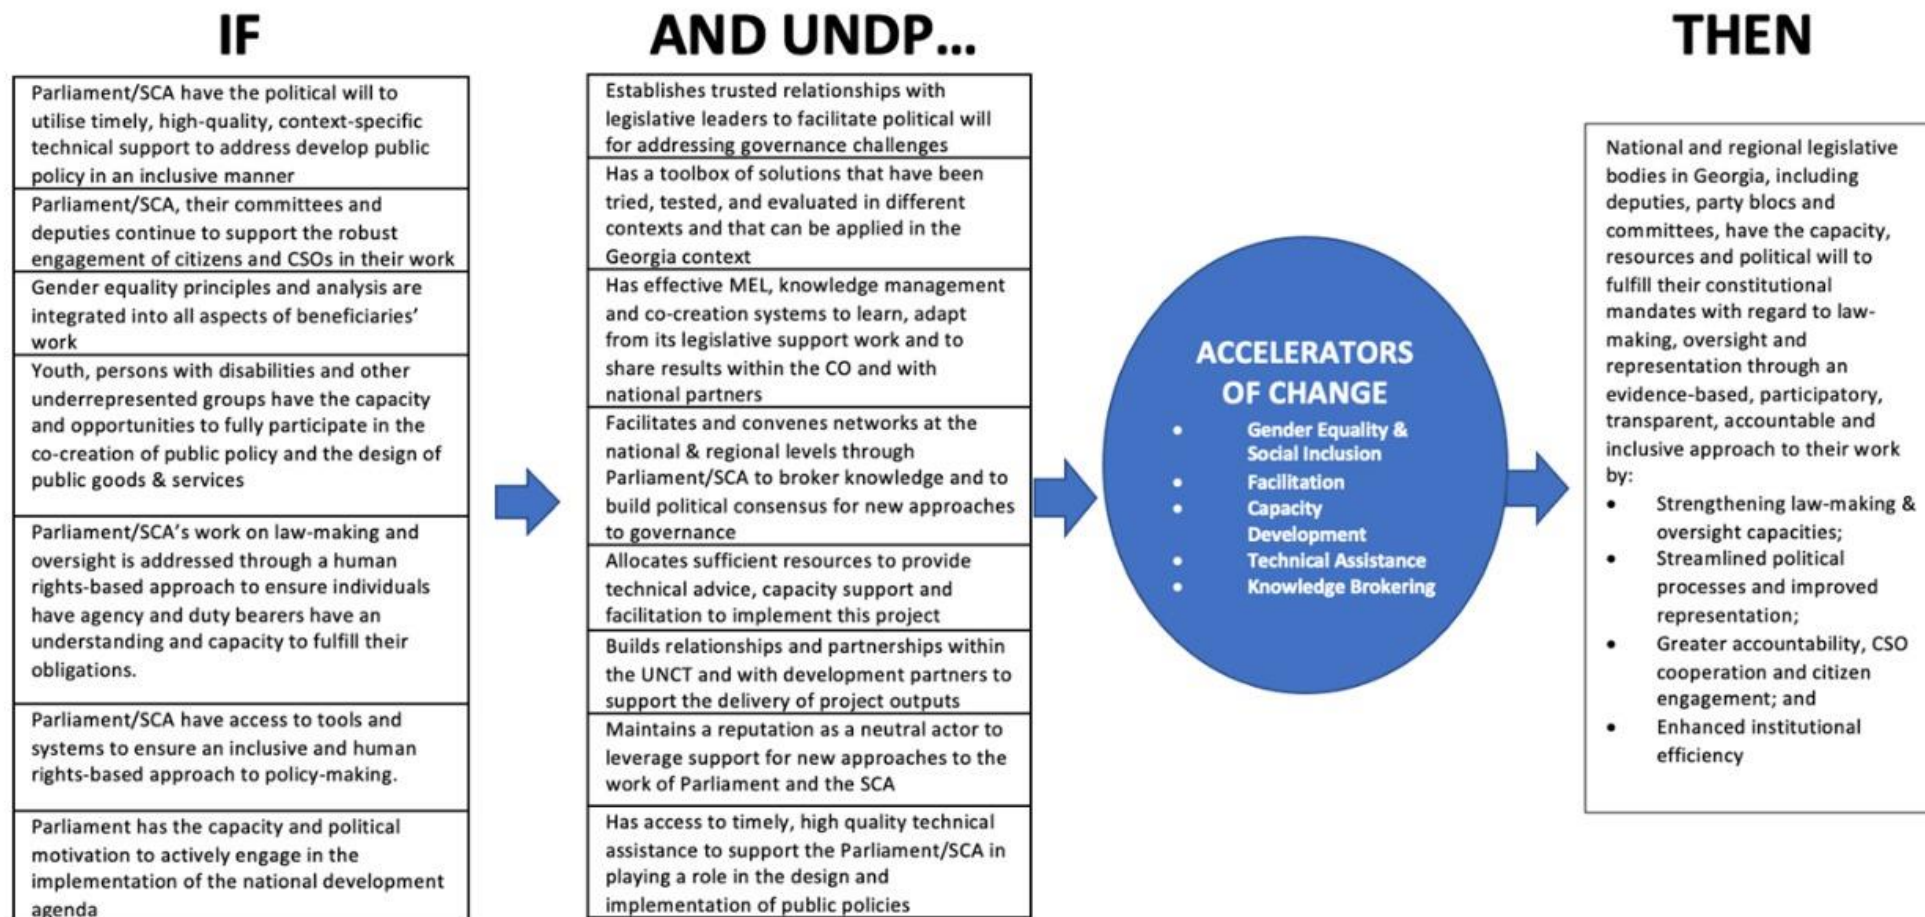 IF
Parliament/SCA have the political will to
utilise timely, high-quality, context-specific
technical support to address develop public
policy in an inclusive manner
Parliament/SCA, their committees and
deputies continue to support the robust
engagement of citizens and CSOs in their work
Gender equality principles and analysis are
integrated into all aspects of beneficiaries'
work
Youth, persons with disabilities and other
underrepresented groups have the capacity
and opportunities to fully participate in the
co-creation of public policy and the design of
public goods & services
Parliament/SCA's work on law-making and
oversight is addressed through a human
rights-based approach to ensure individuals
have agency and duty bearers have an
understanding and capacity to fulfill their
obligations.
Parliament/SCA have access to tools and
systems to ensure an inclusive and human
rights-based approach to policy-making.
Parliament has the capacity and political
motivation to actively engage in the
implementation of the national development
agenda
AND UNDP...
Establishes trusted relationships with
legislative leaders to facilitate political will
for addressing governance challenges
Has a toolbox of solutions that have been
tried, tested, and evaluated in different
contexts and that can be applied in the
Georgia context
Has effective MEL, knowledge management
and co-creation systems to learn, adapt
from its legislative support work and to
share results within the CO and with
national partners
Facilitates and convenes networks at the
national & regional levels through
Parliament/SCA to broker knowledge and to
build political consensus for new approaches
to governance
Allocates sufficient resources to provide
technical advice, capacity support and
facilitation to implement this project
Builds relationships and partnerships within
the UNCT and with development partners to
support the delivery of project outputs
Maintains a reputation as a neutral actor to
leverage support for new approaches to the
work of Parliament and the SCA
Has access to timely, high quality technical
assistance to support the Parliament/SCA in
playing a role in the design and
implementation of public policies
ACCELERATORS
OF CHANGE
• Gender Equality &
Social Inclusion
• Facilitation
• Capacity
Development
• Technical Assistance
• Knowledge Brokering
THEN
National and regional legislative
bodies in Georgia, including
deputies, party blocs and
committees, have the capacity,
resources and political will to
fulfill their constitutional
mandates with regard to law-
making, oversight and
representation through an
evidence-based, participatory,
transparent, accountable and
inclusive approach to their work
by:
• Strengthening law-making &
oversight capacities;
• Streamlined political
processes and improved
representation;
• Greater accountability, CSO
cooperation and citizen
engagement; and
• Enhanced institutional
efficiency